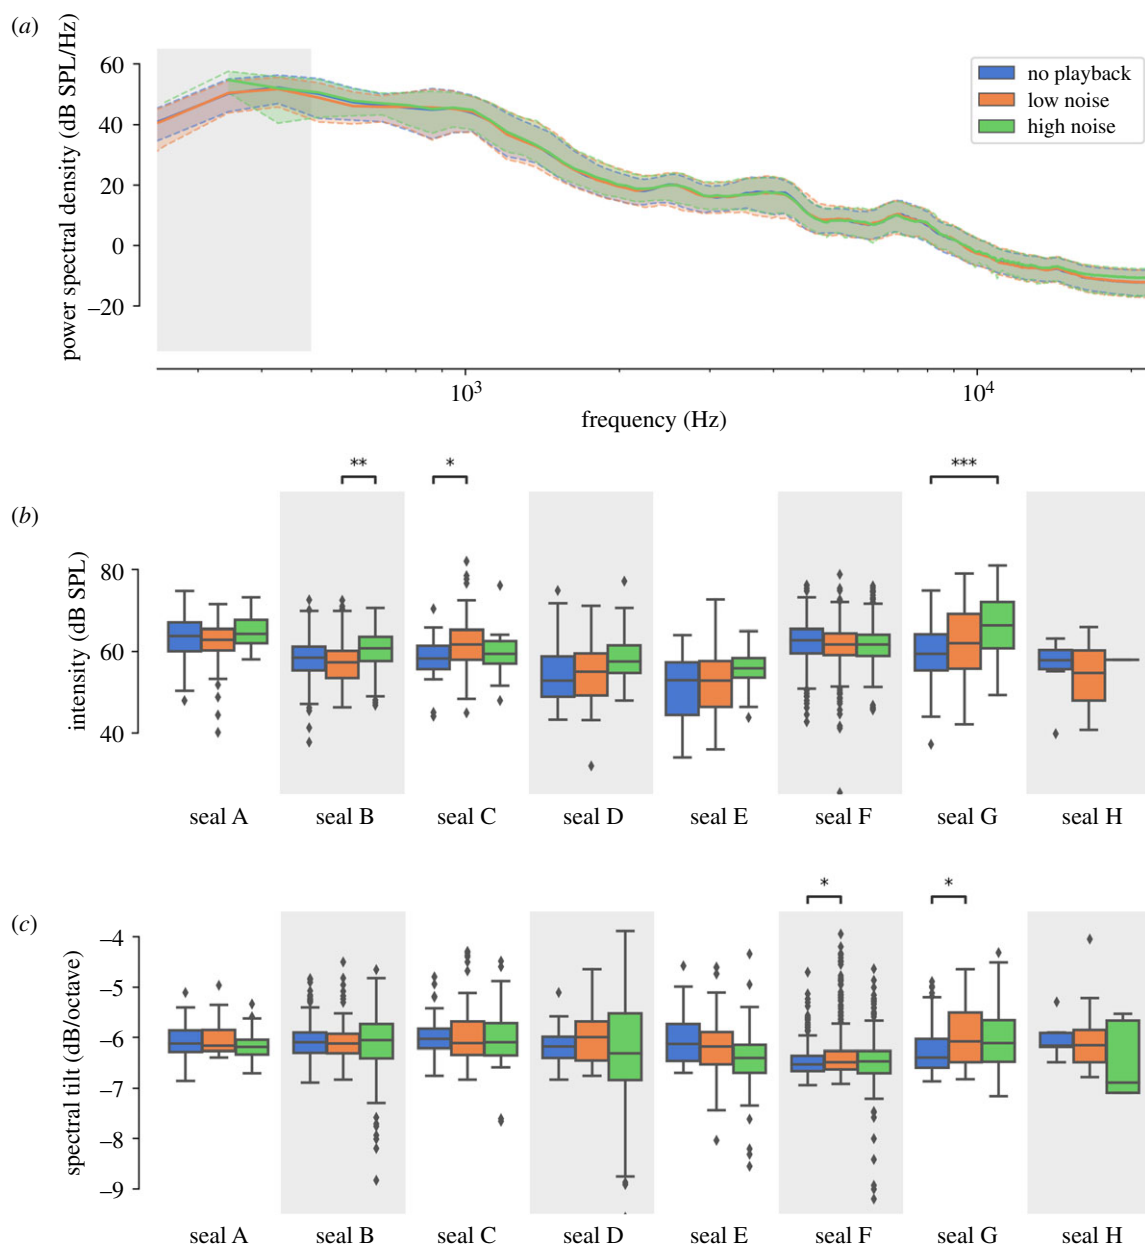 (a)
power spectral density (dB SPL/Hz)
60
40
20
0
–20
no playback
low noise
high noise
10³
10⁴
frequency (Hz)
(b)
** * ***
intensity (dB SPL)
80
60
40
seal A seal B seal C seal D seal E seal F seal G seal H
(c)
* *
spectral tilt (dB/octave)
–4
–5
–6
–7
–8
–9
seal A seal B seal C seal D seal E seal F seal G seal H